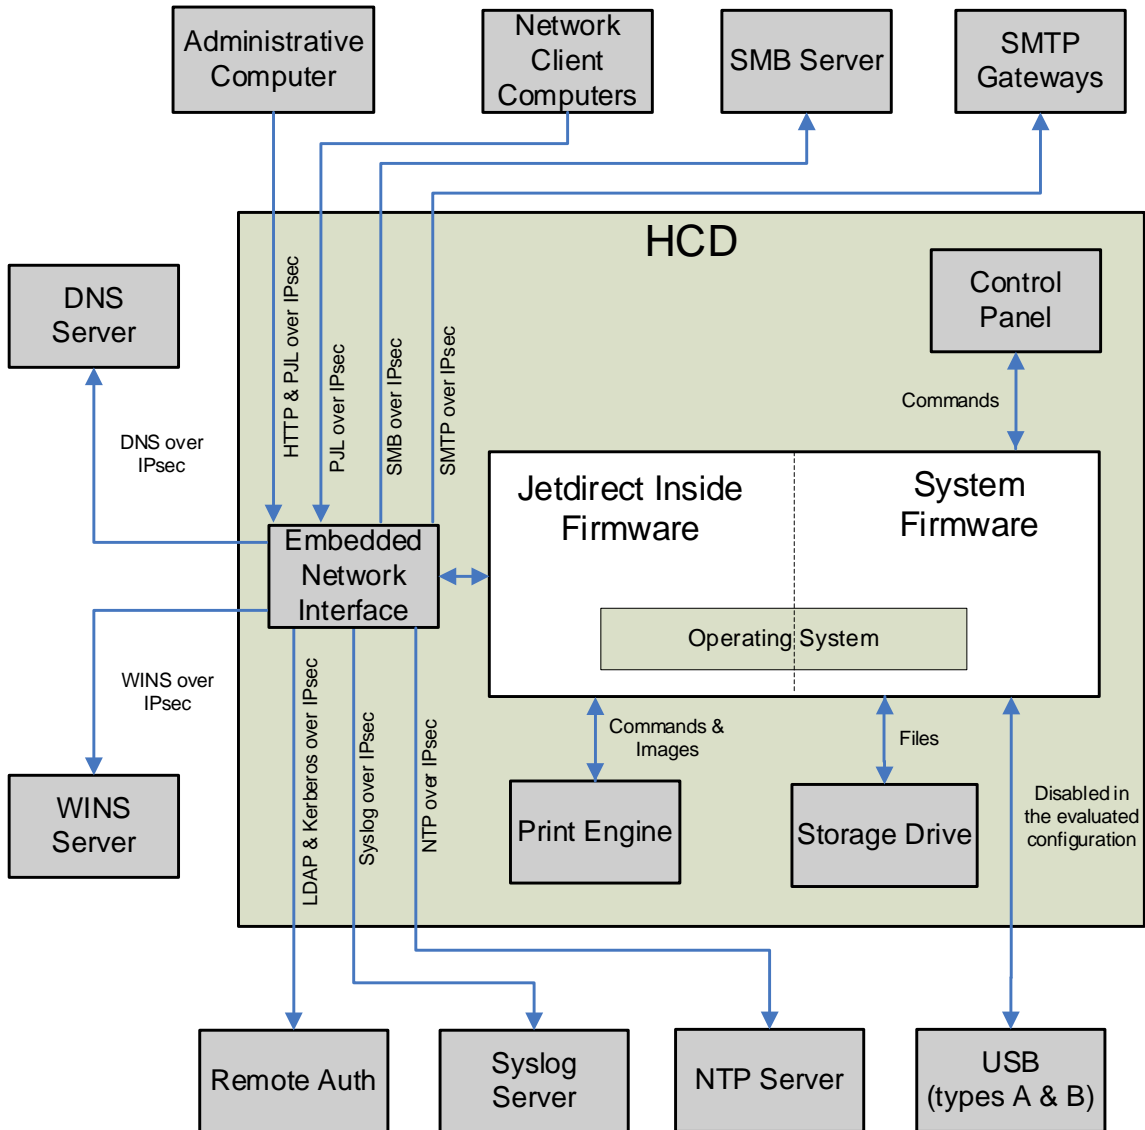 Administrative
Computer
Network
Client
Computers
SMB Server
SMTP
Gateways
HCD
DNS
Server
Control
Panel
HTTP & PJL over IPsec
PJL over IPsec
SMB over IPsec
SMTP over IPsec
Commands
DNS over
IPsec
Jetdirect Inside
Firmware
System
Firmware
Embedded
Network
Interface
Operating System
WINS over
IPsec
LDAP & Kerberos over IPsec
Syslog over IPsec
NTP over IPsec
Commands &
Images
Files
Disabled in
the evaluated
configuration
WINS
Server
Print Engine
Storage Drive
Remote Auth
Syslog
Server
NTP Server
USB
(types A & B)